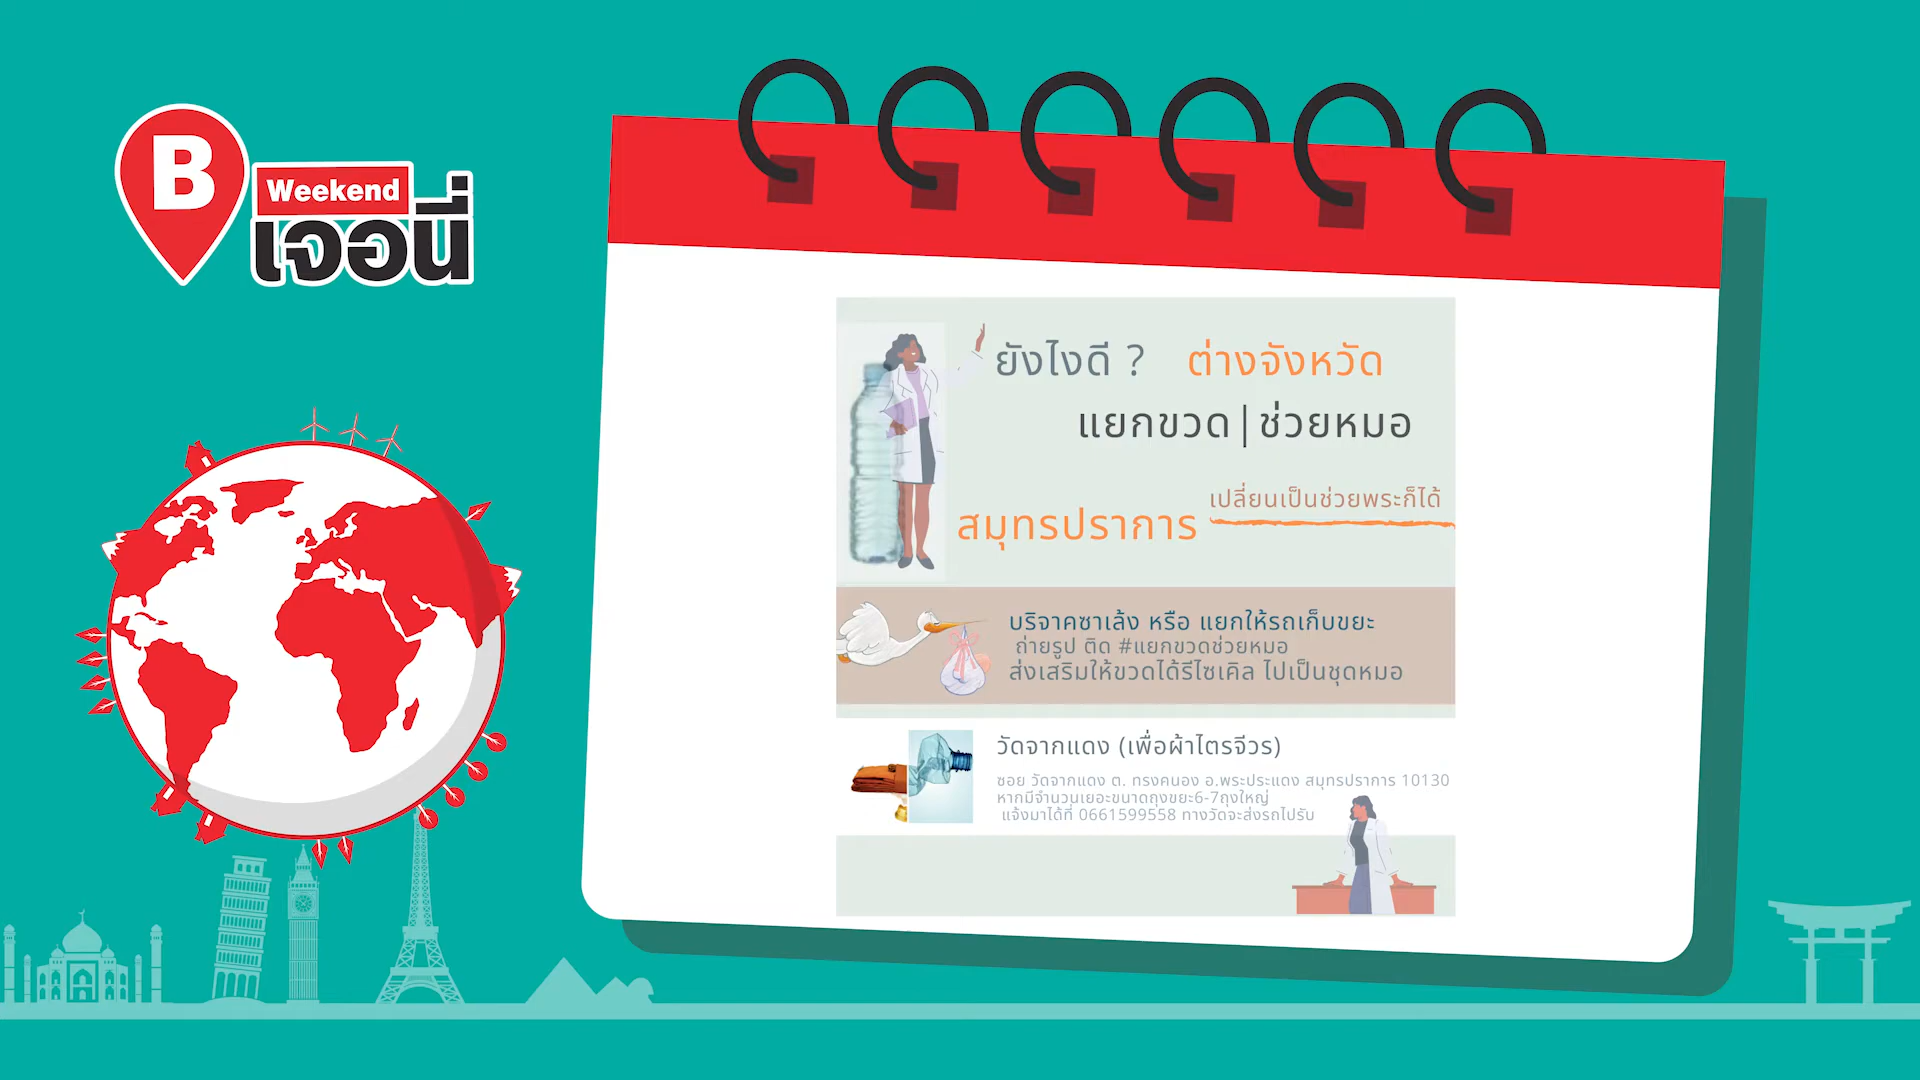 B
Weekend
เจอนี่
ยังไงดี ? ต่างจังหวัด
แยกขวด|ช่วยหมอ
เปลี่ยนเป็นช่วยพระก็ได้
สมุทรปราการ
บริจาคซาเล้ง หรือ แยกให้รถเก็บขยะ
ถ่ายรูป ติด #แยกขวดช่วยหมอ
ส่งเสริมให้ขวดได้รีไซเคิล ไปเป็นชุดหมอ
วัดจากแดง (เพื่อผ้าไตรจีวร)
ซอย วัดจากแดง ต. ทรงคนอง อ.พระประแดง สมุทรปราการ 10130
หากมีจำนวนเยอะขนาดถุงขยะ6-7ถุงใหญ่
แจ้งมาได้ที่ 0661599558 ทางวัดจะส่งรถไปรับ